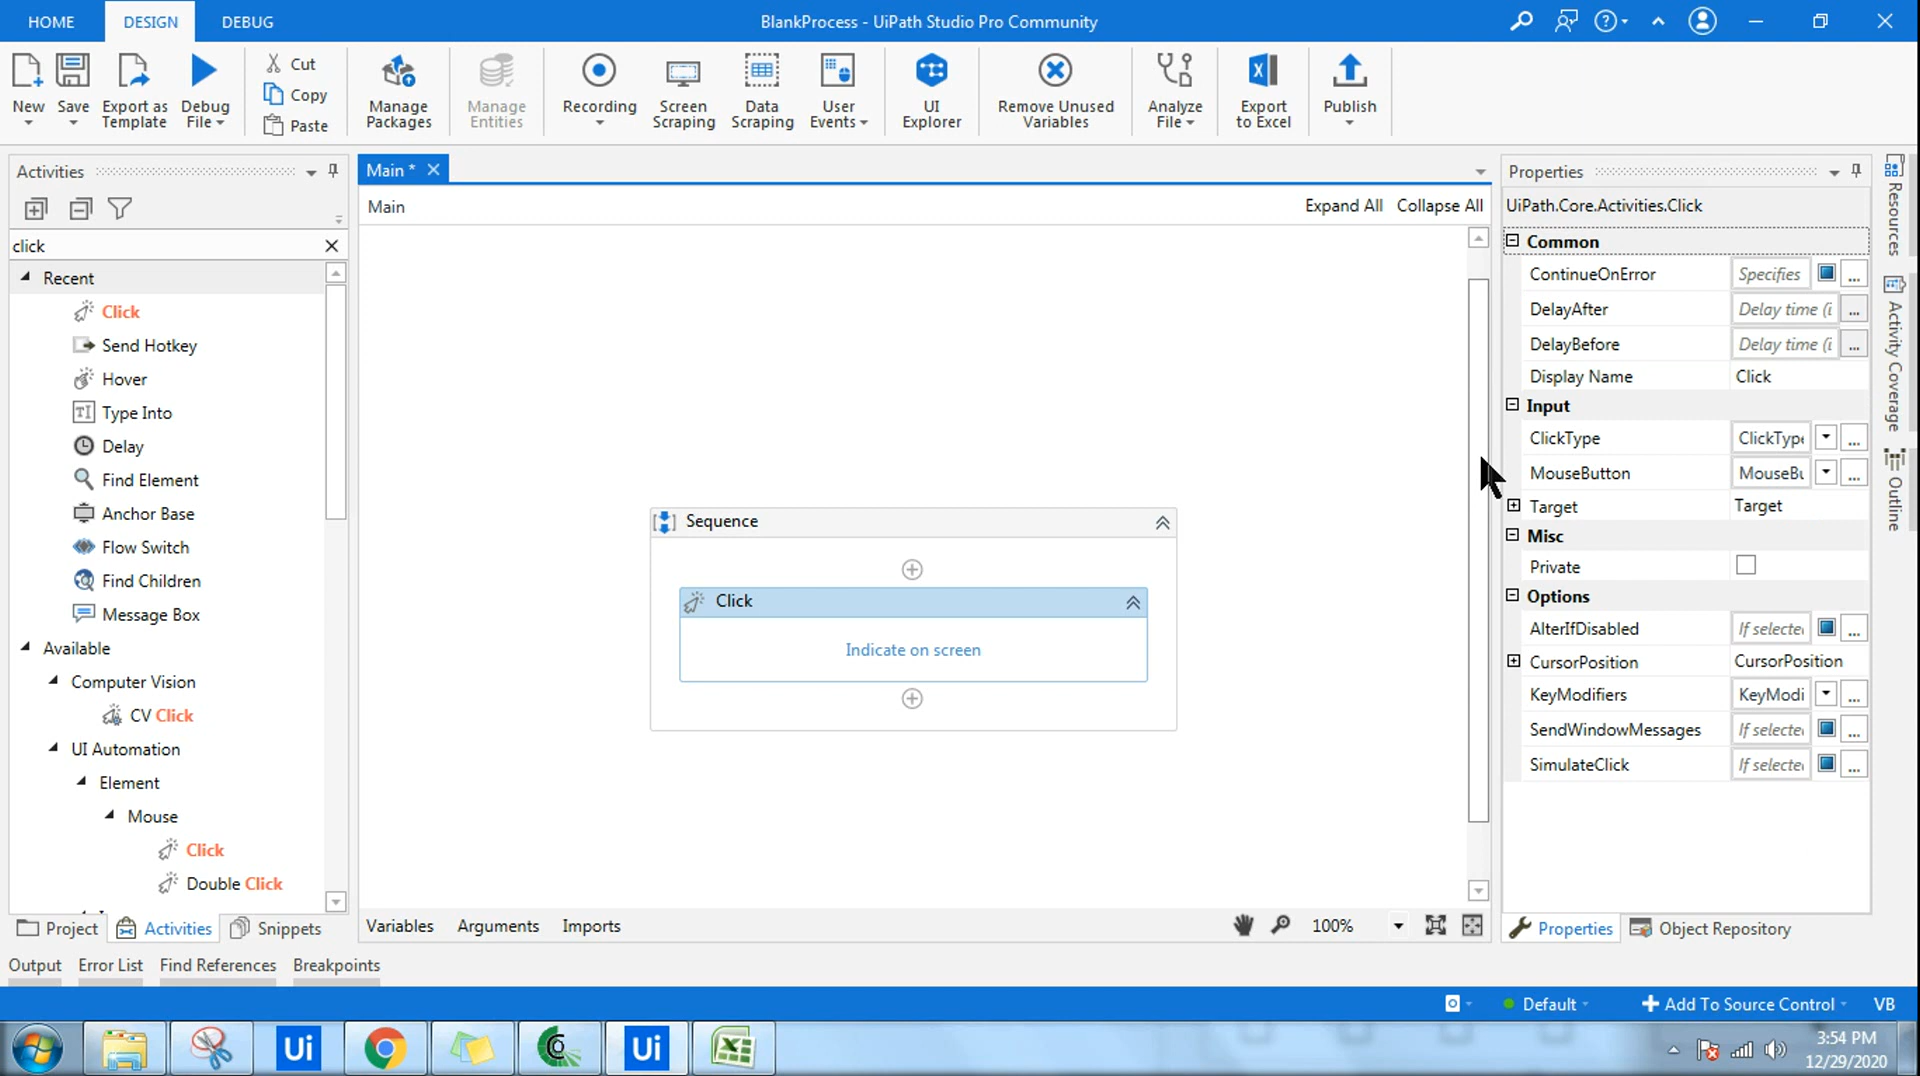 HOME DESIGN DEBUG
BlankProcess - UiPath Studio Pro Community
New Save Export as Template Debug File
Cut
Copy
Paste
Manage Packages Manage Entities Recording Screen Scraping Data Scraping User Events UI Explorer Remove Unused Variables Analyze File Export to Excel Publish
Activities
click
Recent
Click
Send Hotkey
Hover
Type Into
Delay
Find Element
Anchor Base
Flow Switch
Find Children
Message Box
Available
Computer Vision
CV Click
UI Automation
Element
Mouse
Click
Double Click
Project Activities Snippets
Main *
Main
Expand All Collapse All
Sequence
Click
Indicate on screen
Variables Arguments Imports
100%
Properties
UiPath.Core.Activities.Click
Common
ContinueOnError Specifies ...
DelayAfter Delay time (i ...
DelayBefore Delay time (i ...
Display Name Click
Input
ClickType ClickType ...
MouseButton MouseBu ...
Target Target
Misc
Private
Options
AlterIfDisabled If selected ...
CursorPosition CursorPosition
KeyModifiers KeyModi ...
SendWindowMessages If selected ...
SimulateClick If selected ...
Properties Object Repository
Resources
Activity Coverage
Outline
Output Error List Find References Breakpoints
Default Add To Source Control VB
Ui Ui
3:54 PM
12/29/2020